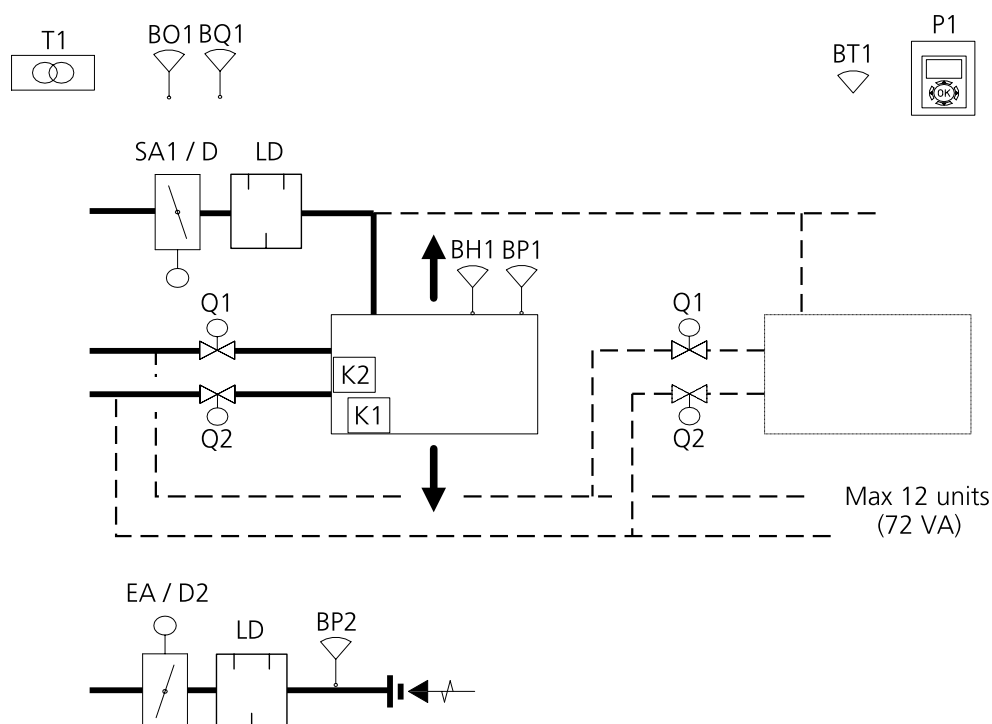 T1
BO1 BQ1
BT1
P1
OK
SA1 / D
LD
BH1 BP1
Q1
Q1
K2
K1
Q2
Q2
Max 12 units
(72 VA)
EA / D2
LD
BP2